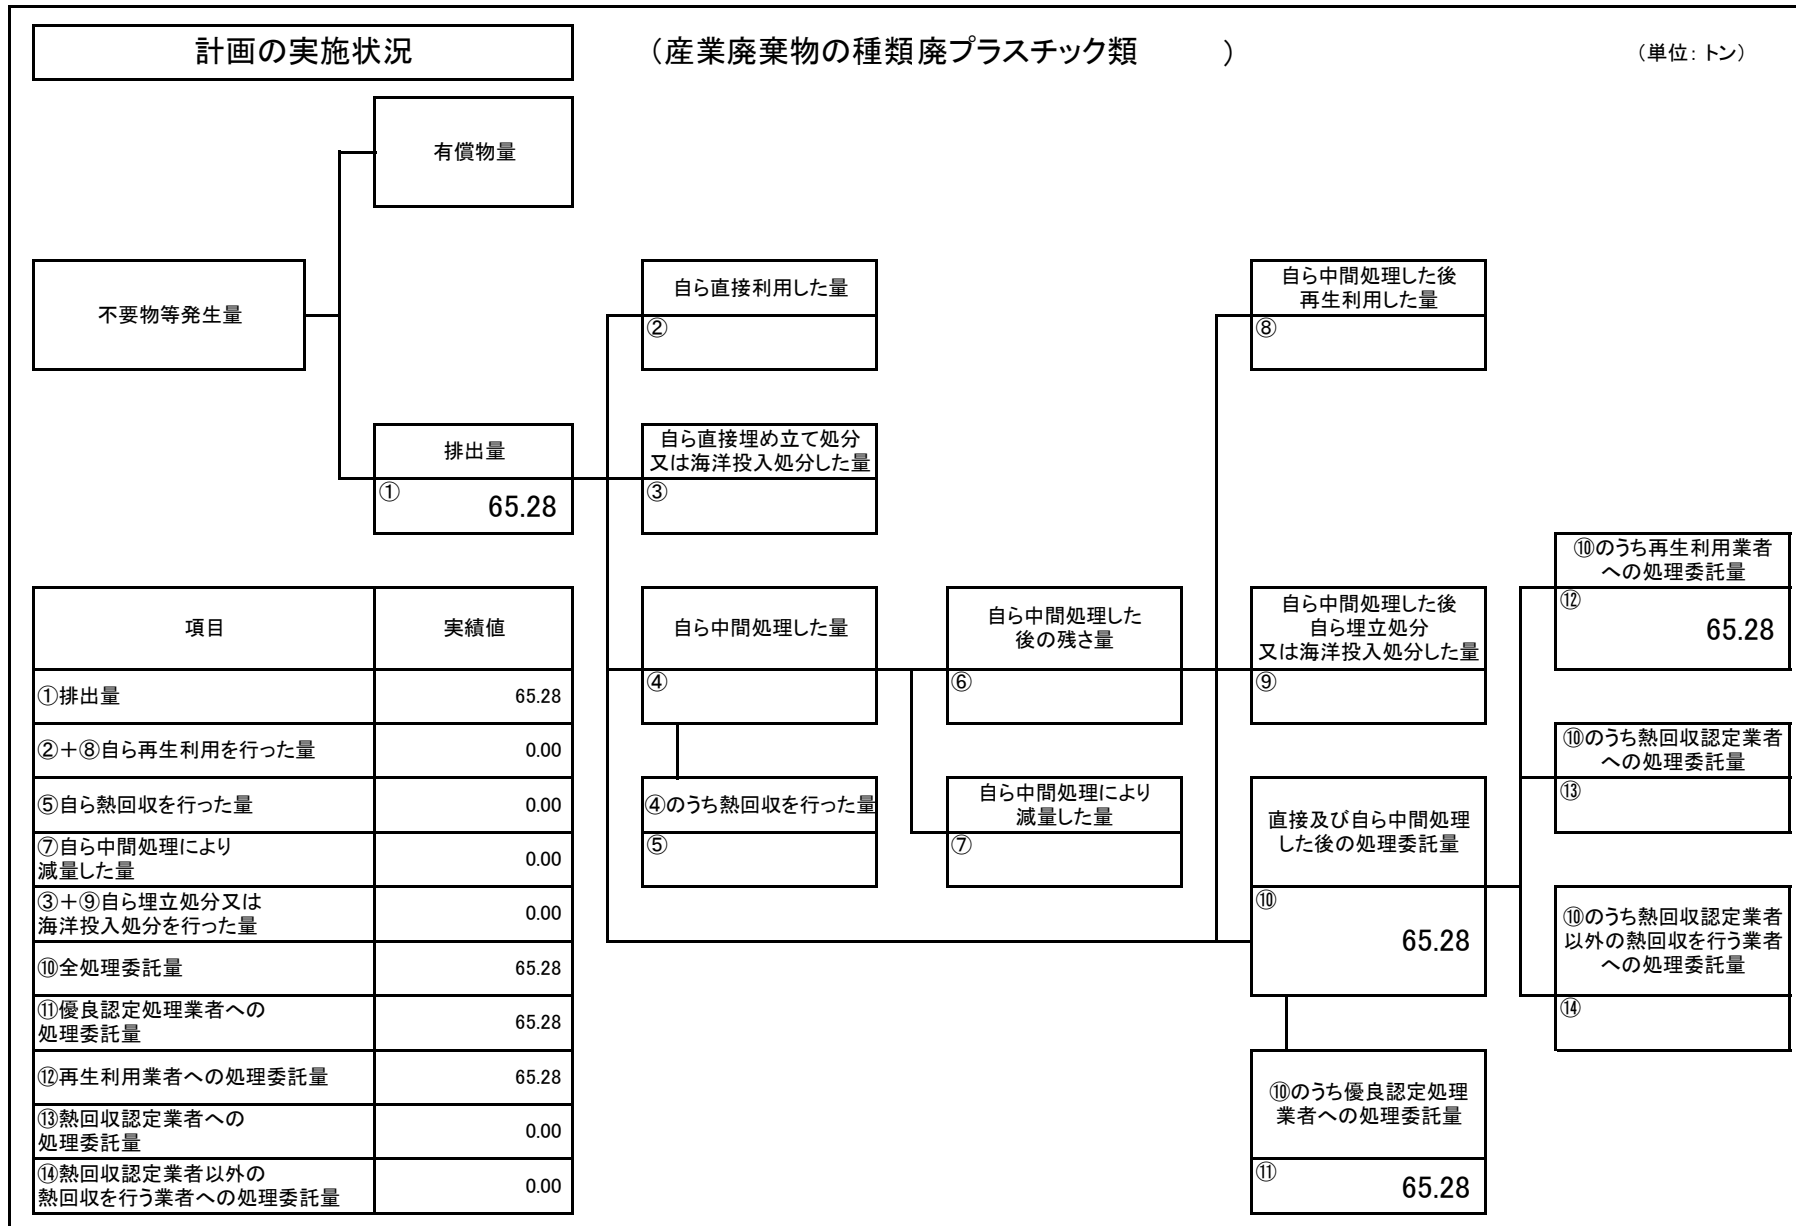 計画の実施状況
（産業廃棄物の種類廃プラスチック類　　　）
（単位：トン）
有償物量
不要物等発生量
自ら直接利用した量
②
自ら中間処理した後
再生利用した量
⑧
排出量
①
65.28
自ら直接埋め立て処分
又は海洋投入処分した量
③
⑩のうち再生利用業者
への処理委託量
⑫
65.28
自ら中間処理した量
④
自ら中間処理した
後の残さ量
⑥
自ら中間処理した後
自ら埋立処分
又は海洋投入処分した量
⑨
⑩のうち熱回収認定業者
への処理委託量
⑬
④のうち熱回収を行った量
⑤
自ら中間処理により
減量した量
⑦
直接及び自ら中間処理
した後の処理委託量
⑩
65.28
⑩のうち熱回収認定業者
以外の熱回収を行う業者
への処理委託量
⑭
⑩のうち優良認定処理
業者への処理委託量
⑪
65.28
項目 実績値
①排出量 65.28
②＋⑧自ら再生利用を行った量 0.00
⑤自ら熱回収を行った量 0.00
⑦自ら中間処理により
減量した量 0.00
③＋⑨自ら埋立処分又は
海洋投入処分を行った量 0.00
⑩全処理委託量 65.28
⑪優良認定処理業者への
処理委託量 65.28
⑫再生利用業者への処理委託量 65.28
⑬熱回収認定業者への
処理委託量 0.00
⑭熱回収認定業者以外の
熱回収を行う業者への処理委託量 0.00